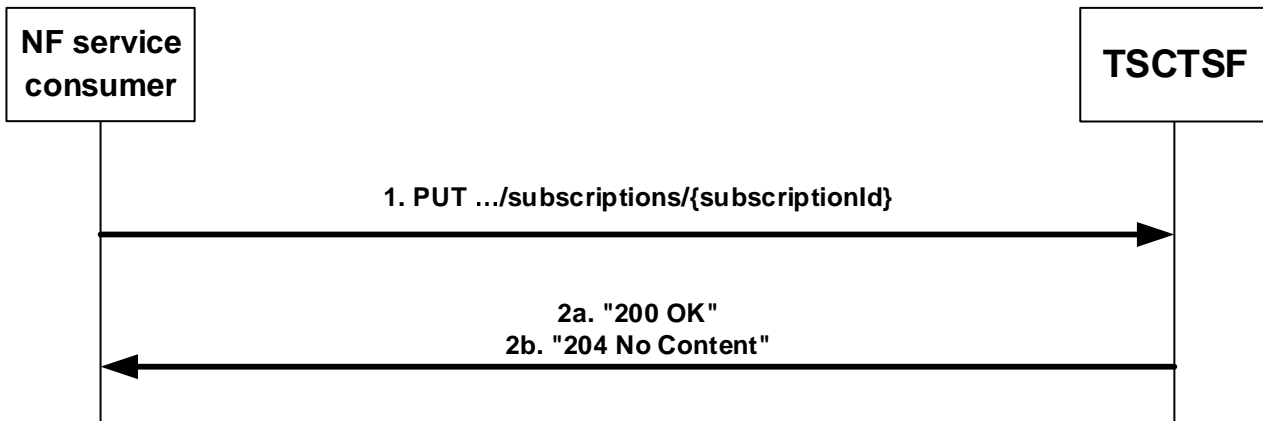 NF service
consumer
TSCTSF
1. PUT .../subscriptions/{subscriptionId}
2a. "200 OK"
2b. "204 No Content"